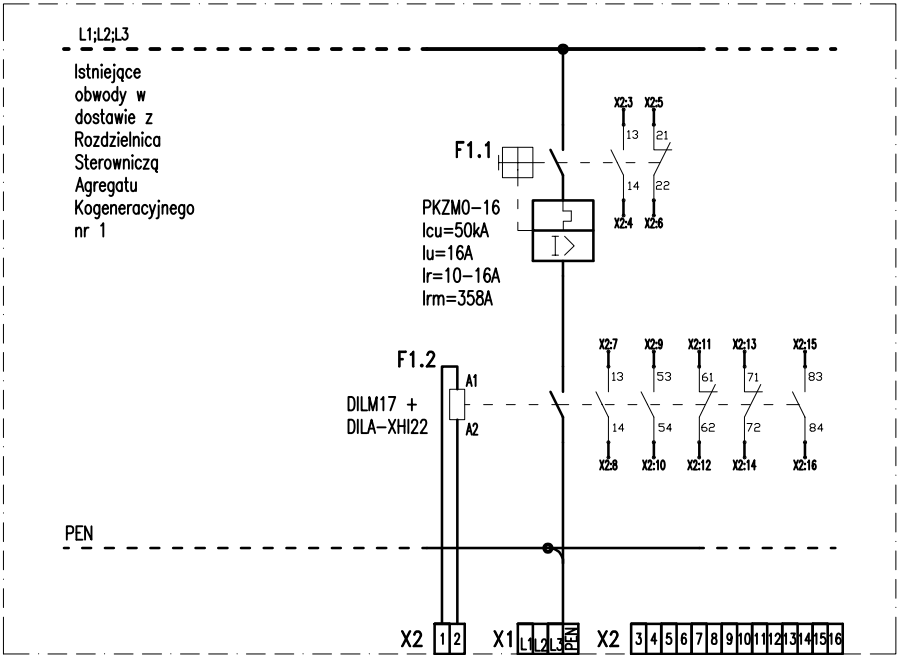 L1;L2;L3
Istniejące
obwody w
dostawie z
Rozdzielnica
Sterowniczą
Agregatu
Kogeneracyjnego
nr 1
X2:3 X2:5
13 21
F1.1
14 22
X2:4 X2:6
PKZM0-16
Icu=50kA
Iu=16A
Ir=10-16A
Irm=358A
I>
X2:7 X2:9 X2:11 X2:13 X2:15
F1.2
A1
13 53 61 71 83
DILM17 +
DILA-XHI22
A2
14 54 62 72 84
X2:8 X2:10 X2:12 X2:14 X2:16
PEN
X2 1 2 X1 L1 L2 L3 PEN X2 3 4 5 6 7 8 9 10 11 12 13 14 15 16